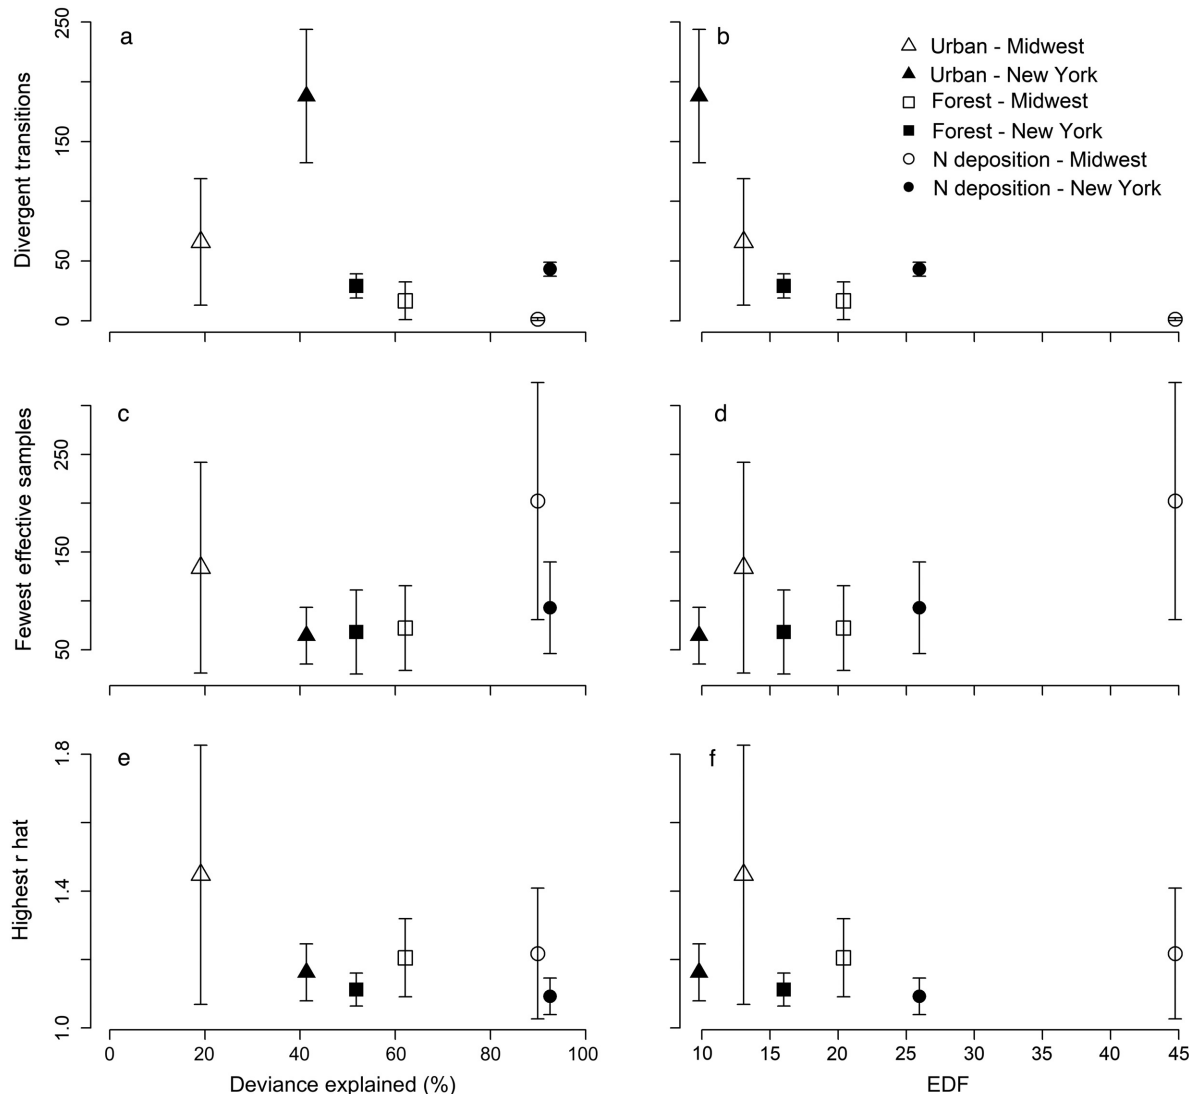 a
b
Urban - Midwest
Urban - New York
Forest - Midwest
Forest - New York
N deposition - Midwest
N deposition - New York
Divergent transitions
250
150
50
0
c
d
Fewest effective samples
250
150
50
e
f
Highest r hat
1.8
1.4
1.0
0 20 40 60 80 100
10 15 20 25 30 35 40 45
Deviance explained (%)
EDF